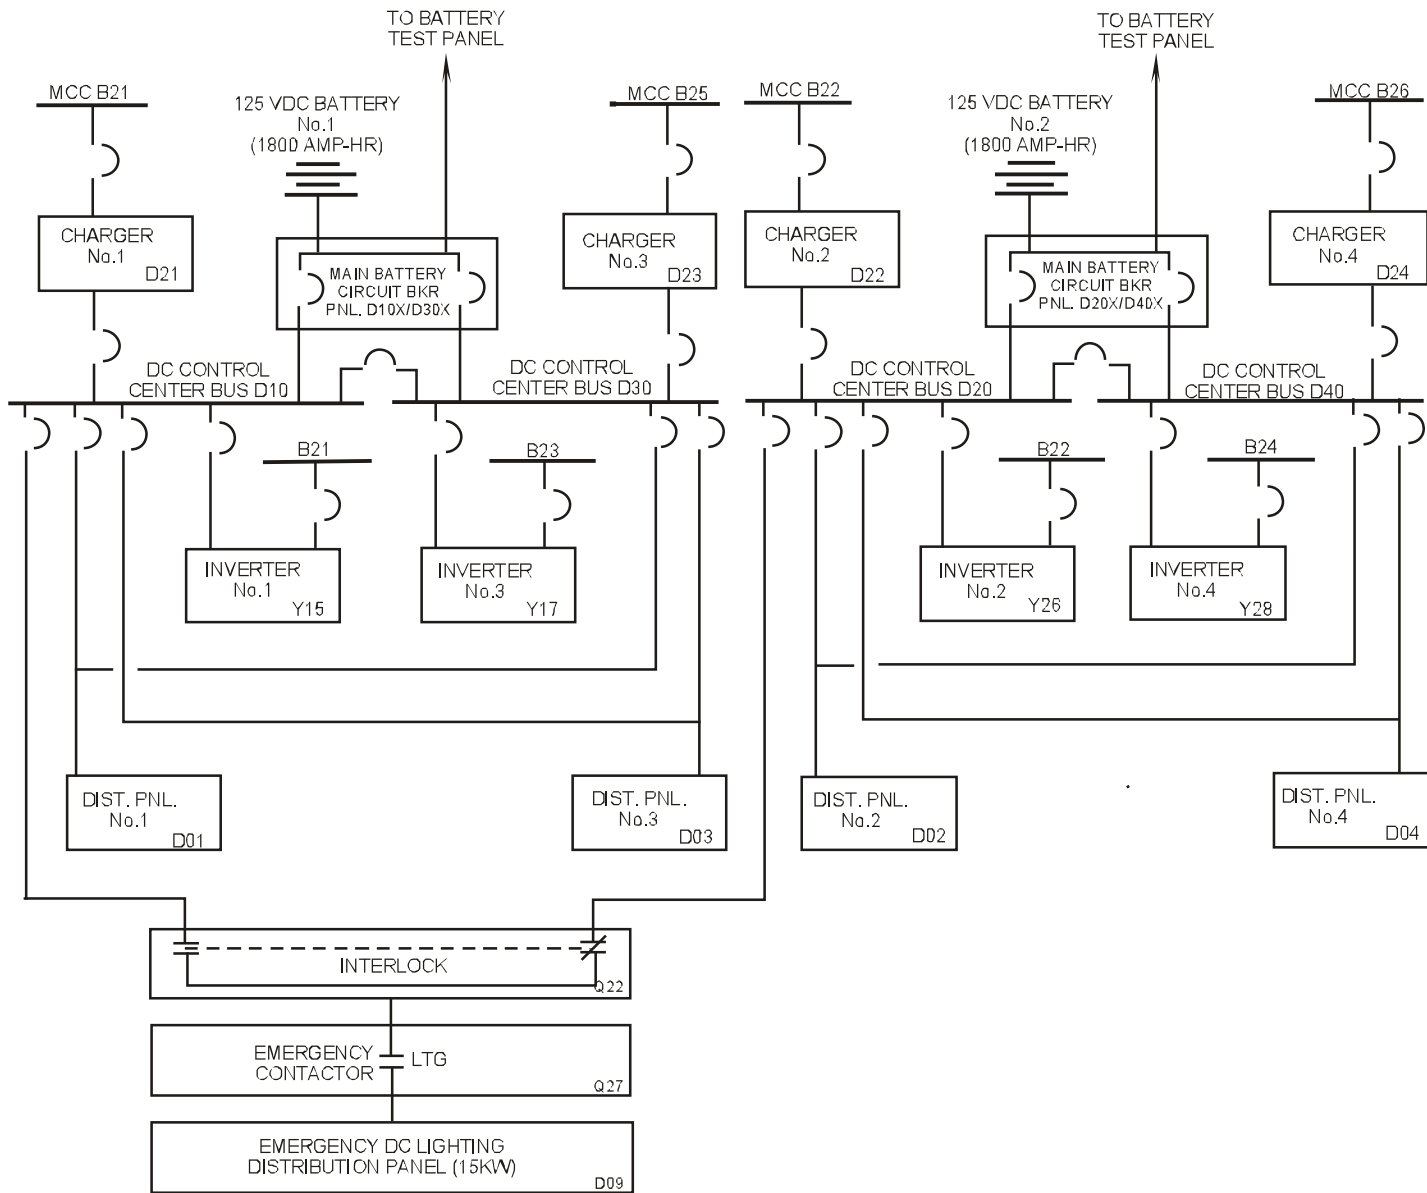 TO BATTERY
TEST PANEL
TO BATTERY
TEST PANEL
MCC B21
125 VDC BATTERY
No.1
(1800 AMP-HR)
MCC B25
MCC B22
125 VDC BATTERY
No.2
(1800 AMP-HR)
MCC B26
CHARGER
No.1
D21
MAIN BATTERY
CIRCUIT BKR
PNL. D10X/D30X
CHARGER
No.3
D23
CHARGER
No.2
D22
MAIN BATTERY
CIRCUIT BKR
PNL. D20X/D40X
CHARGER
No.4
D24
DC CONTROL
CENTER BUS D10
DC CONTROL
CENTER BUS D30
DC CONTROL
CENTER BUS D20
DC CONTROL
CENTER BUS D40
B21
B23
B22
B24
INVERTER
No.1
Y15
INVERTER
No.3
Y17
INVERTER
No.2
Y26
INVERTER
No.4
Y28
DIST. PNL.
No.1
D01
DIST. PNL.
No.3
D03
DIST. PNL.
No.2
D02
DIST. PNL.
No.4
D04
INTERLOCK
Q22
EMERGENCY
CONTACTOR
LTG
Q27
EMERGENCY DC LIGHTING
DISTRIBUTION PANEL (15KW)
D09